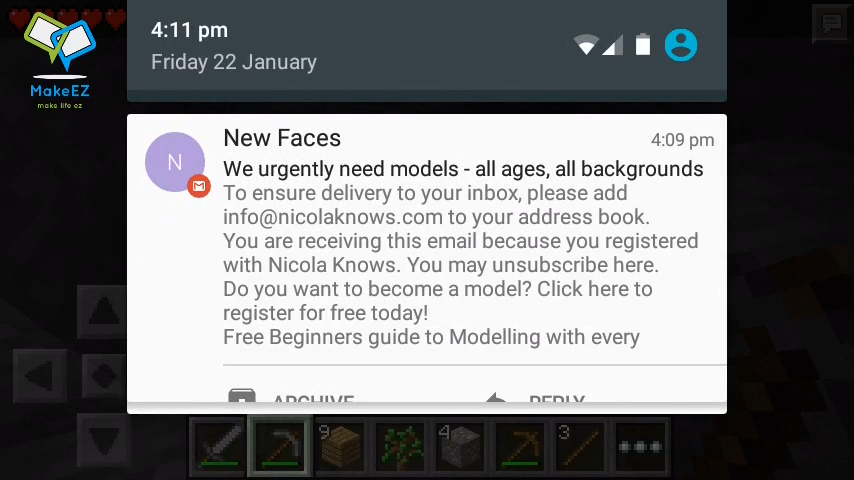 4:11 pm
Friday 22 January
MakeEZ
make life ez
New Faces
4:09 pm
N
We urgently need models - all ages, all backgrounds
To ensure delivery to your inbox, please add
info@nicolaknows.com to your address book.
You are receiving this email because you registered
with Nicola Knows. You may unsubscribe here.
Do you want to become a model? Click here to
register for free today!
Free Beginners guide to Modelling with every
ARCHIVE
REPLY
9
4
3